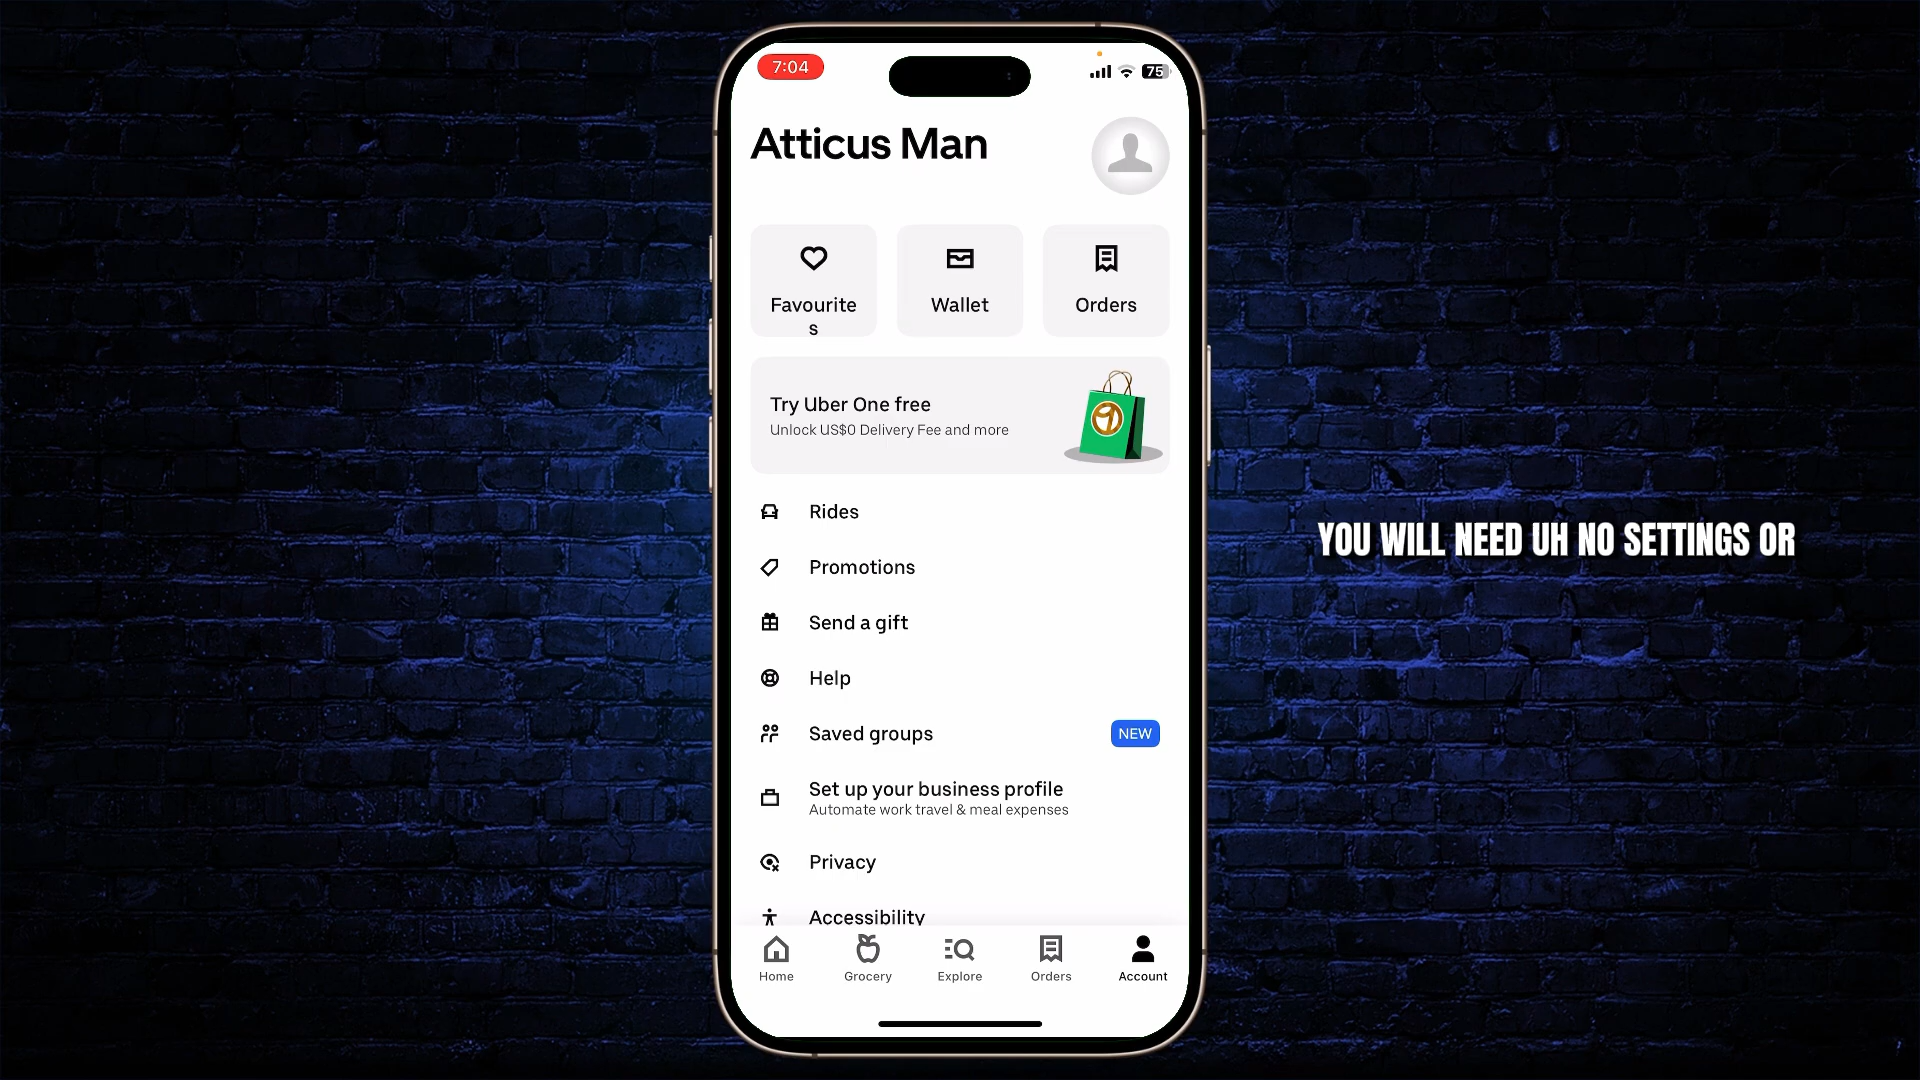 7:04
75
Atticus Man
Favourite
s
Wallet
Orders
Try Uber One free
Unlock US$0 Delivery Fee and more
Rides
Promotions
Send a gift
Help
Saved groups
NEW
Set up your business profile
Automate work travel & meal expenses
Privacy
Accessibility
Home
Grocery
Explore
Orders
Account
YOU WILL NEED UH NO SETTINGS OR